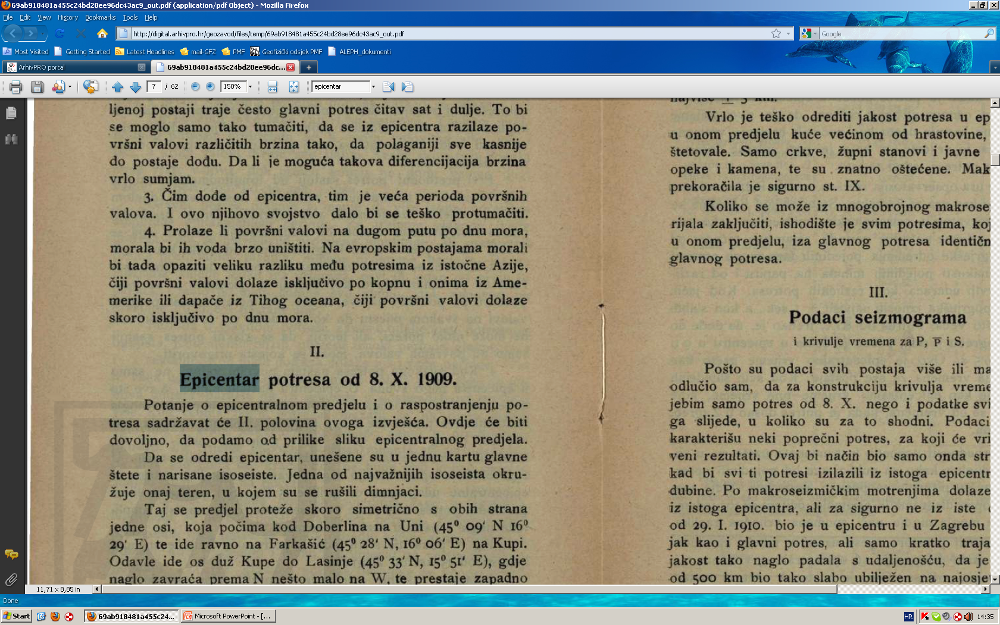 69ab918481a455c24bd28ee96dc43ac9_out.pdf (application/pdf Object) - Mozilla Firefox
File Edit View History Bookmarks Tools Help
http://digital.arhivpro.hr/geozavod/files/temp/69ab918481a455c24bd28ee96dc43ac9_out.pdf
Google
Most Visited Getting Started Latest Headlines mail-GFZ PMF Geofizički odsjek PMF ALEPH_dokumenti
ArhivPRO portal
69ab918481a455c24bd28ee96dc...
7 / 62 150% epicentar
ljenoj postaji traje često glavni potres čitav sat i dulje. To bi
se moglo samo tako tumačiti, da se iz epicentra razilaze po-
vršni valovi različitih brzina tako, da polaganiji sve kasnije
do postaje dođu. Da li je moguća takova diferencijacija brzina
vrlo sumjam.
3. Čim dođe od epicentra, tim je veća perioda površnih
valova. I ovo njihovo svojstvo dalo bi se teško protumačiti.
4. Prolaze li površni valovi na dugom putu po dnu mora,
morala bi ih voda brzo uništiti. Na evropskim postajama morali
bi tada opaziti veliku razliku među potresima iz istočne Azije,
čiji površni valovi dolaze isključivo po kopnu i onima iz Ame-
merike ili dapače iz Tihog oceana, čiji površni valovi dolaze
skoro isključivo po dnu mora.
II.
Epicentar potresa od 8. X. 1909.
Potanje o epicentralnom predjelu i o raspostranjenju po-
tresa sadržavat će II. polovina ovoga izvješća. Ovdje će biti
dovoljno, da podamo od prilike sliku epicentralnog predjela.
Da se odredi epicentar, unešene su u jednu kartu glavne
štete i narisane isoseiste. Jedna od najvažnijih isoseista okru-
žuje onaj teren, u kojem su se rušili dimnjaci.
Taj se predjel proteže skoro simetrično s obih strana
jedne osi, koja počima kod Doberlina na Uni (45⁰ 09' N 16⁰
29' E) te ide ravno na Farkašić (45⁰ 28' N, 16⁰ 06' E) na Kupi.
Odavle ide os duž Kupe do Lasinje (45⁰ 33' N, 15⁰ 51' E), gdje
naglo zavraća prema N nešto malo na W, te prestaje zapadno
najviše ± 3 km.
Vrlo je teško odrediti jakost potresa u ep
u onom predjelu kuće većinom od hrastovine,
štetovale. Samo crkve, župni stanovi i javne
opeke i kamena, te su znatno oštećene. Mak
prekoračila je sigurno st. IX.
Koliko se može iz mnogobrojnog makrose
rijala zaključiti, ishodište je svim potresima, koj
u onom predjelu, iza glavnog potresa identičn
glavnog potresa.
III.
Podaci seizmograma
i krivulje vremena za P, P̅ i S.
Pošto su podaci svih postaja više ili ma
odlučio sam, da za konstrukciju krivulja vreme
jebim samo potres od 8. X. nego i podatke svi
ga slijede, u koliko su za to shodni. Podaci
karakterišu neki poprečni potres, za koji će vri
veni rezultati. Ovaj bi način bio samo onda str
kad bi svi ti potresi izilazili iz istoga epicentr
dubine. Po makroseizmičkim motrenjima dolaze
iz istoga epicentra, ali za sigurno ne iz iste
od 29. I. 1910. bio je u epicentru i u Zagrebu
jak kao i glavni potres, ali samo kratko traja
jakost tako naglo padala s udaljenošću, da je
od 500 km bio tako slabo ubilježen na najosje
11,71 x 8,85 in
Done
Start 69ab918481a455c24... Microsoft PowerPoint - [... HR 14:35